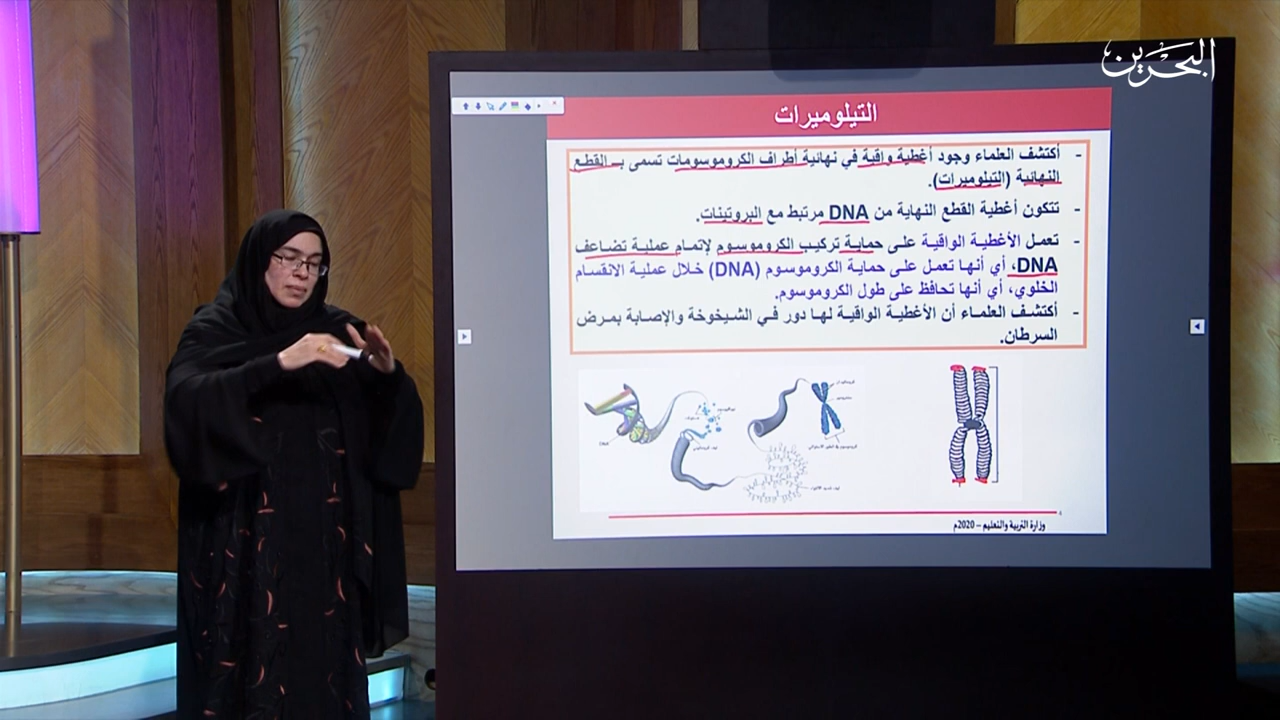 البحرين
التيلوميرات
- أكتشف العلماء وجود أغطية واقية في نهائية أطراف الكروموسومات تسمى بـالقطع
النهائية (التيلوميرات).
- تتكون أغطية القطع النهاية من DNA مرتبط مع البروتينات.
- تعمل الأغطية الواقية على حماية تركيب الكروموسوم لإتمام عملية تضاعف
DNA، أي أنها تعمل على حماية الكروموسوم (DNA) خلال عملية الانقسام
الخلوي، أي أنها تحافظ على طول الكروموسوم.
- أكتشف العلماء أن الأغطية الواقية لها دور في الشيخوخة والإصابة بمرض
السرطان.
DNA
وزارة التربية والتعليم – 2020م